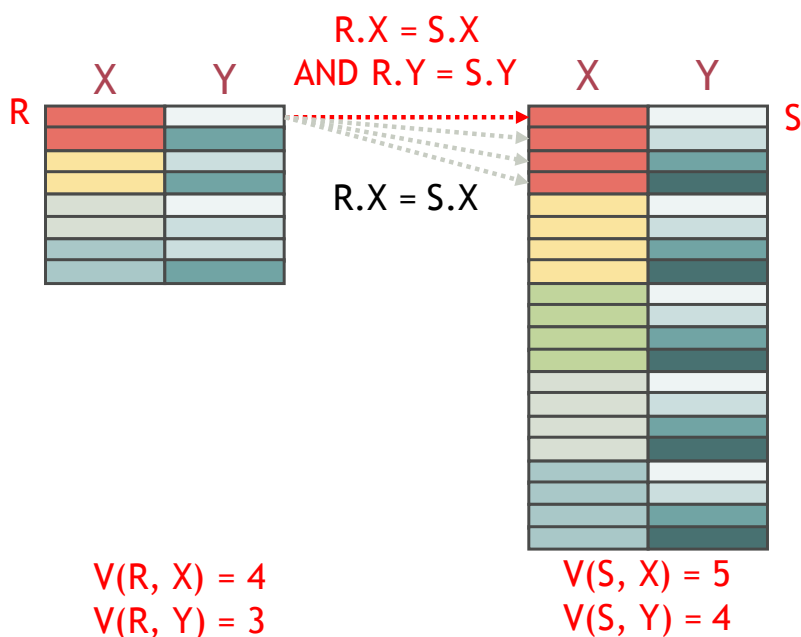 R.X = S.X
AND R.Y = S.Y
X Y
X Y
R
S
R.X = S.X
V(R, X) = 4
V(R, Y) = 3
V(S, X) = 5
V(S, Y) = 4